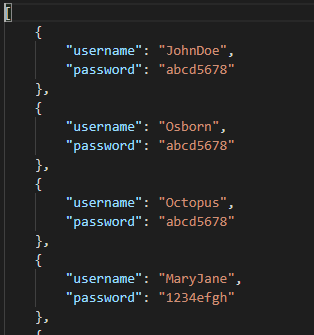 [
    {
        "username": "JohnDoe",
        "password": "abcd5678"
    },
    {
        "username": "Osborn",
        "password": "abcd5678"
    },
    {
        "username": "Octopus",
        "password": "abcd5678"
    },
    {
        "username": "MaryJane",
        "password": "1234efgh"
    },